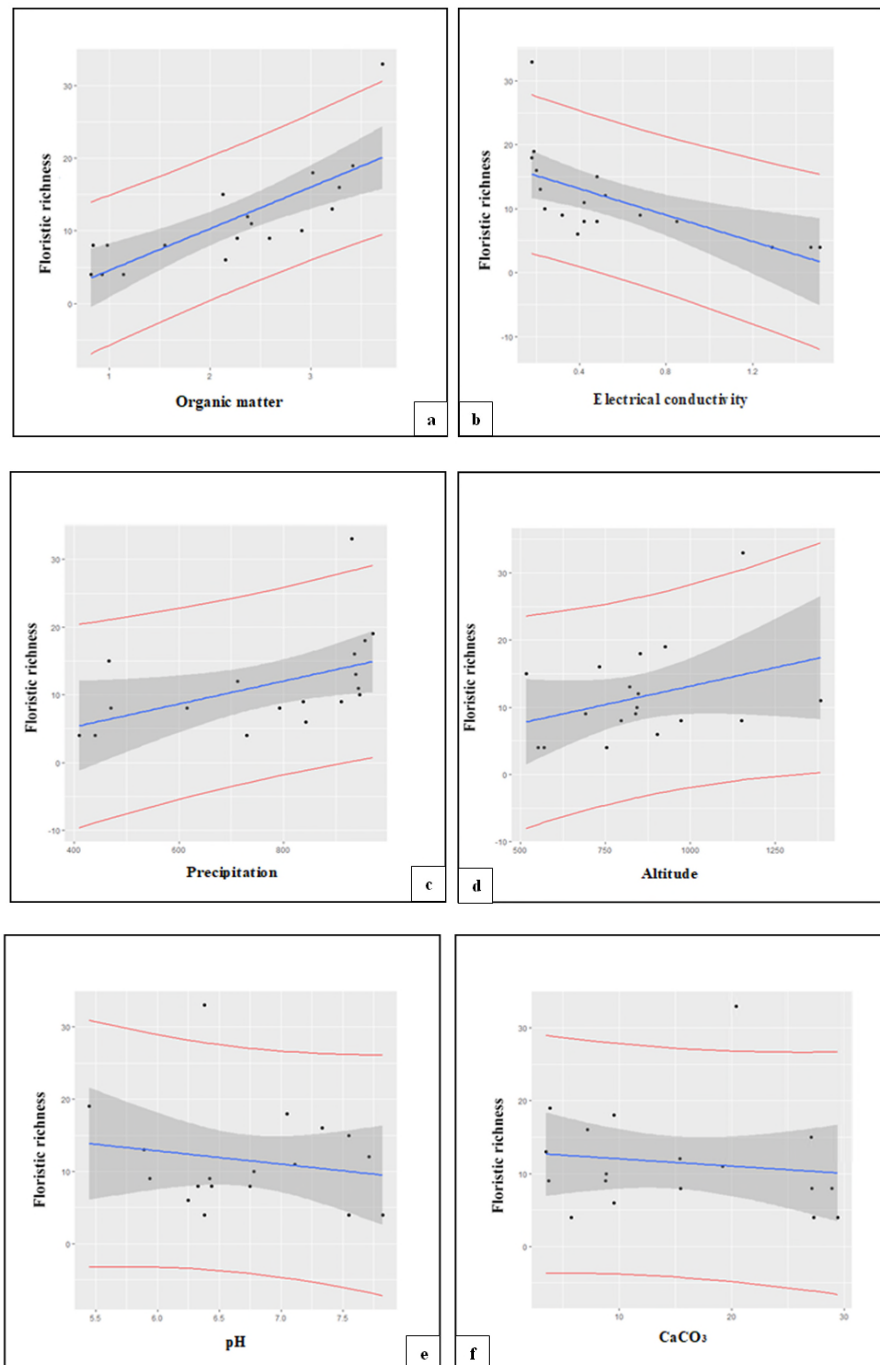 Floristic richness
30
20
10
0
1
2
3
Organic matter
a
Floristic richness
30
20
10
0
-10
0.4
0.8
1.2
Electrical conductivity
b
Floristic richness
30
20
10
0
-10
400
600
800
Precipitation
c
Floristic richness
30
20
10
0
-10
500
750
1000
1250
Altitude
d
Floristic richness
30
20
10
0
5.5
6.0
6.5
7.0
7.5
pH
e
Floristic richness
30
20
10
0
10
20
30
CaCO₃
f